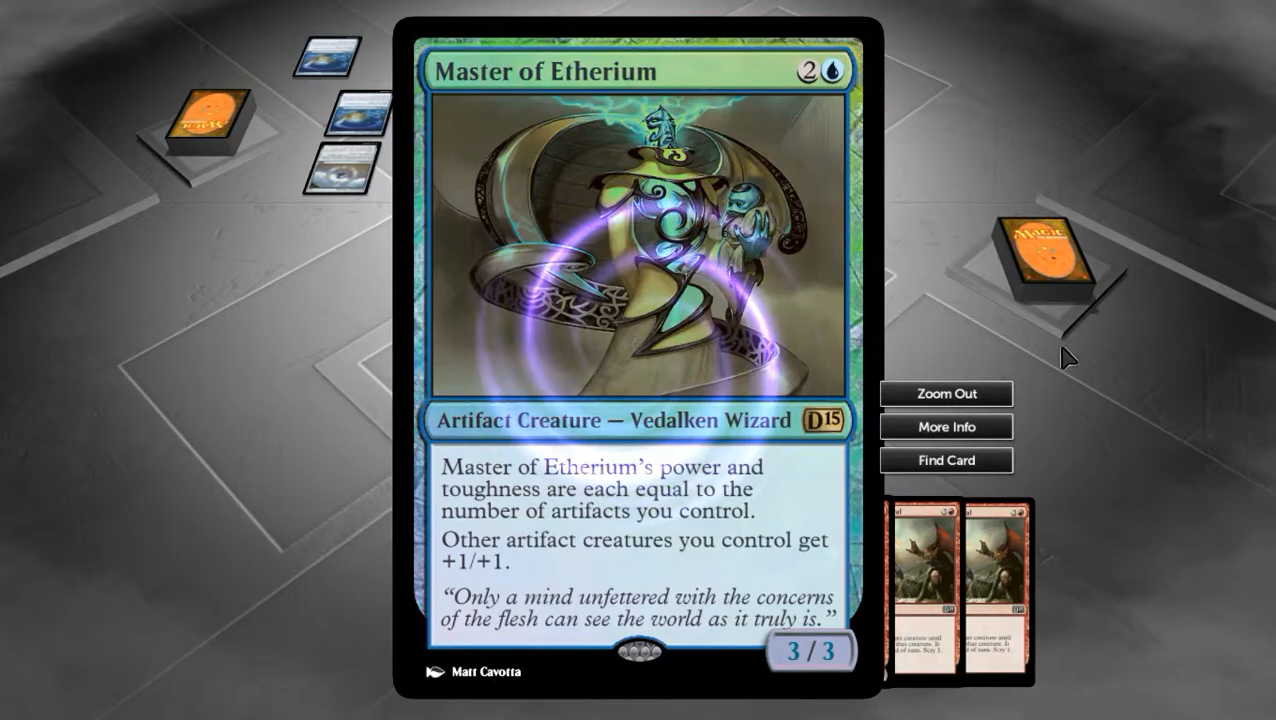 Master of Etherium
2
Artifact Creature — Vedalken Wizard
D15
Master of Etherium's power and
toughness are each equal to the
number of artifacts you control.
Other artifact creatures you control get
+1/+1.
“Only a mind unfettered with the concerns
of the flesh can see the world as it truly is.”
3 / 3
Matt Cavotta
MAGIC
Zoom Out
More Info
Find Card